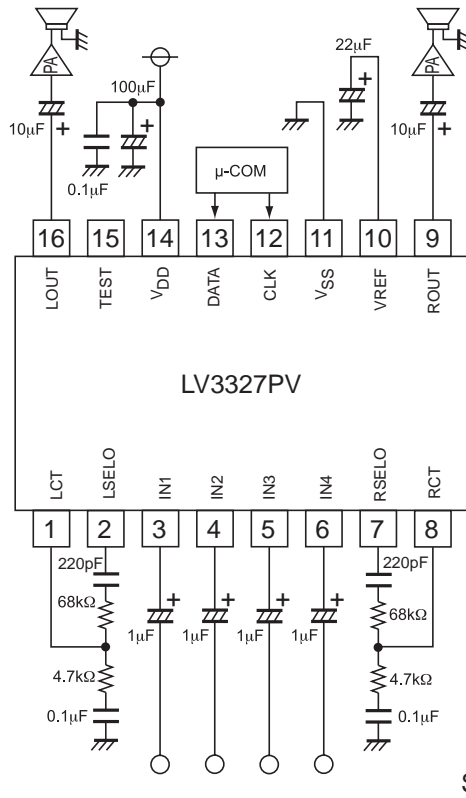 PA
PA
22μF
100μF
10μF +
+
+
+ 10μF
0.1μF
μ-COM
16 15 14 13 12 11 10 9
LOUT TEST VDD DATA CLK VSS VREF ROUT
LV3327PV
LCT LSELO IN1 IN2 IN3 IN4 RSELO RCT
1 2 3 4 5 6 7 8
220pF
220pF
68kΩ
+ + + +
68kΩ
1μF 1μF 1μF 1μF
4.7kΩ
4.7kΩ
0.1μF
0.1μF